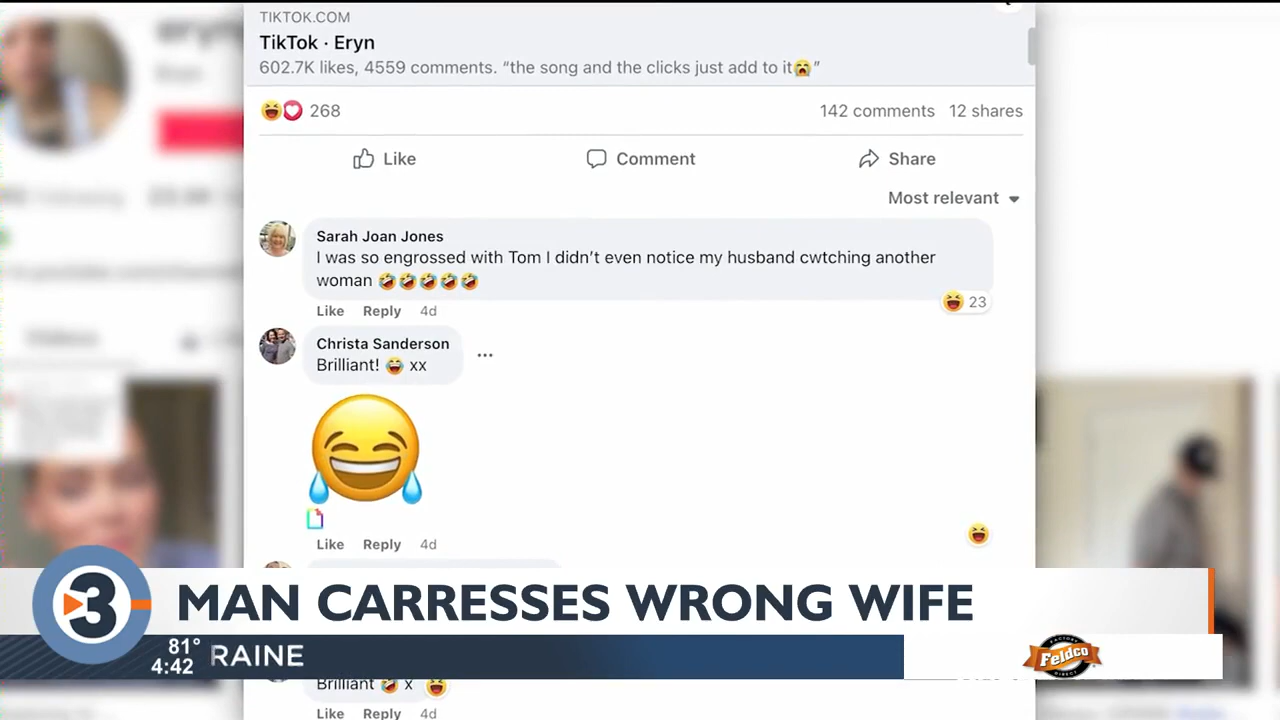 TIKTOK.COM
TikTok · Eryn
602.7K likes, 4559 comments. “the song and the clicks just add to it😭”
😆❤️ 268
142 comments 12 shares
Like
Comment
Share
Most relevant
Sarah Joan Jones
I was so engrossed with Tom I didn’t even notice my husband cwtching another
woman 🤣🤣🤣🤣🤣
23
Like Reply 4d
Christa Sanderson
Brilliant! 😂 xx
Like Reply 4d
3
MAN CARRESSES WRONG WIFE
81°
4:42
RAINE
FACTORY
Feldco
DIRECT
Brilliant 🤣 x
Like Reply 4d